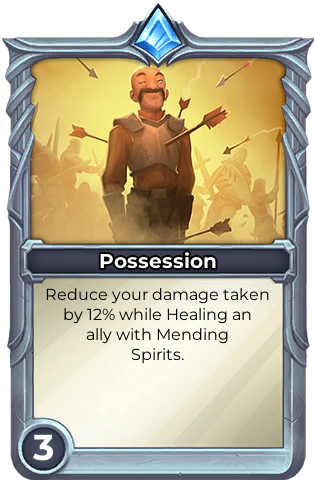 Possession
Reduce your damage taken
by 12% while Healing an
ally with Mending
Spirits.
3